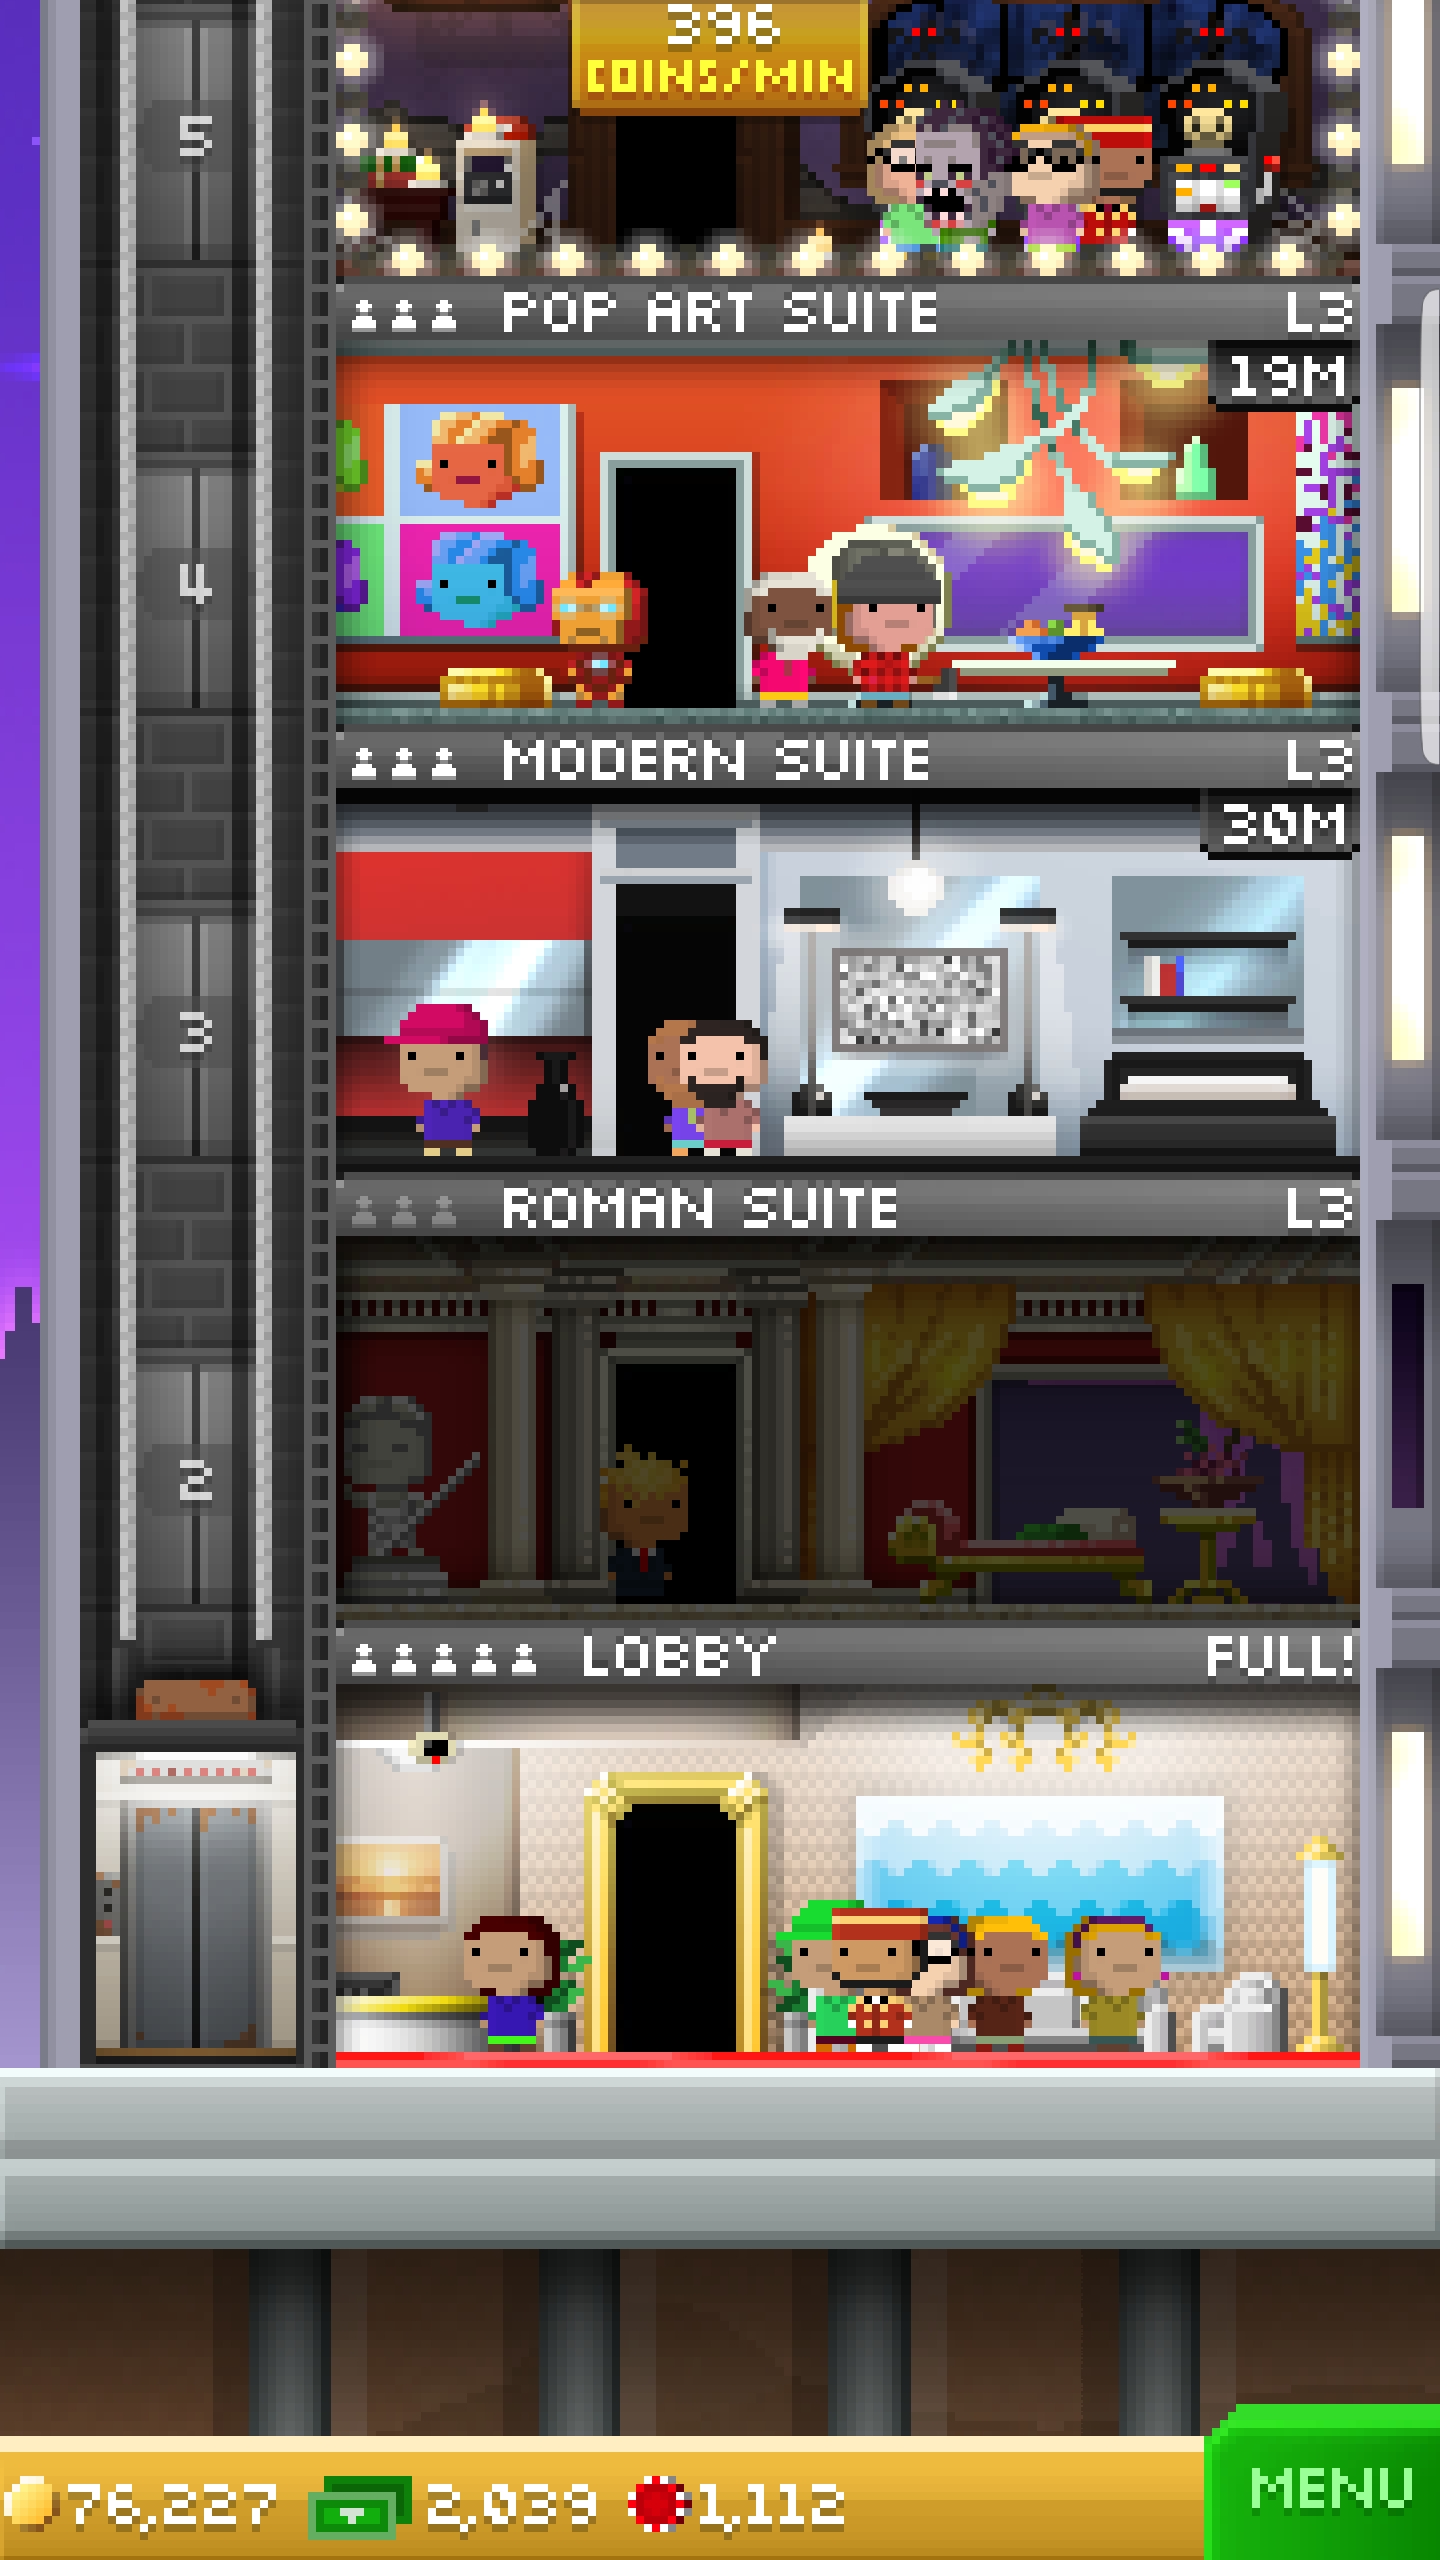 396
COINS/MIN
5
POP ART SUITE L3
19M
4
MODERN SUITE L3
30M
3
ROMAN SUITE L3
2
LOBBY FULL!
76,227 2,039 1,112
MENU